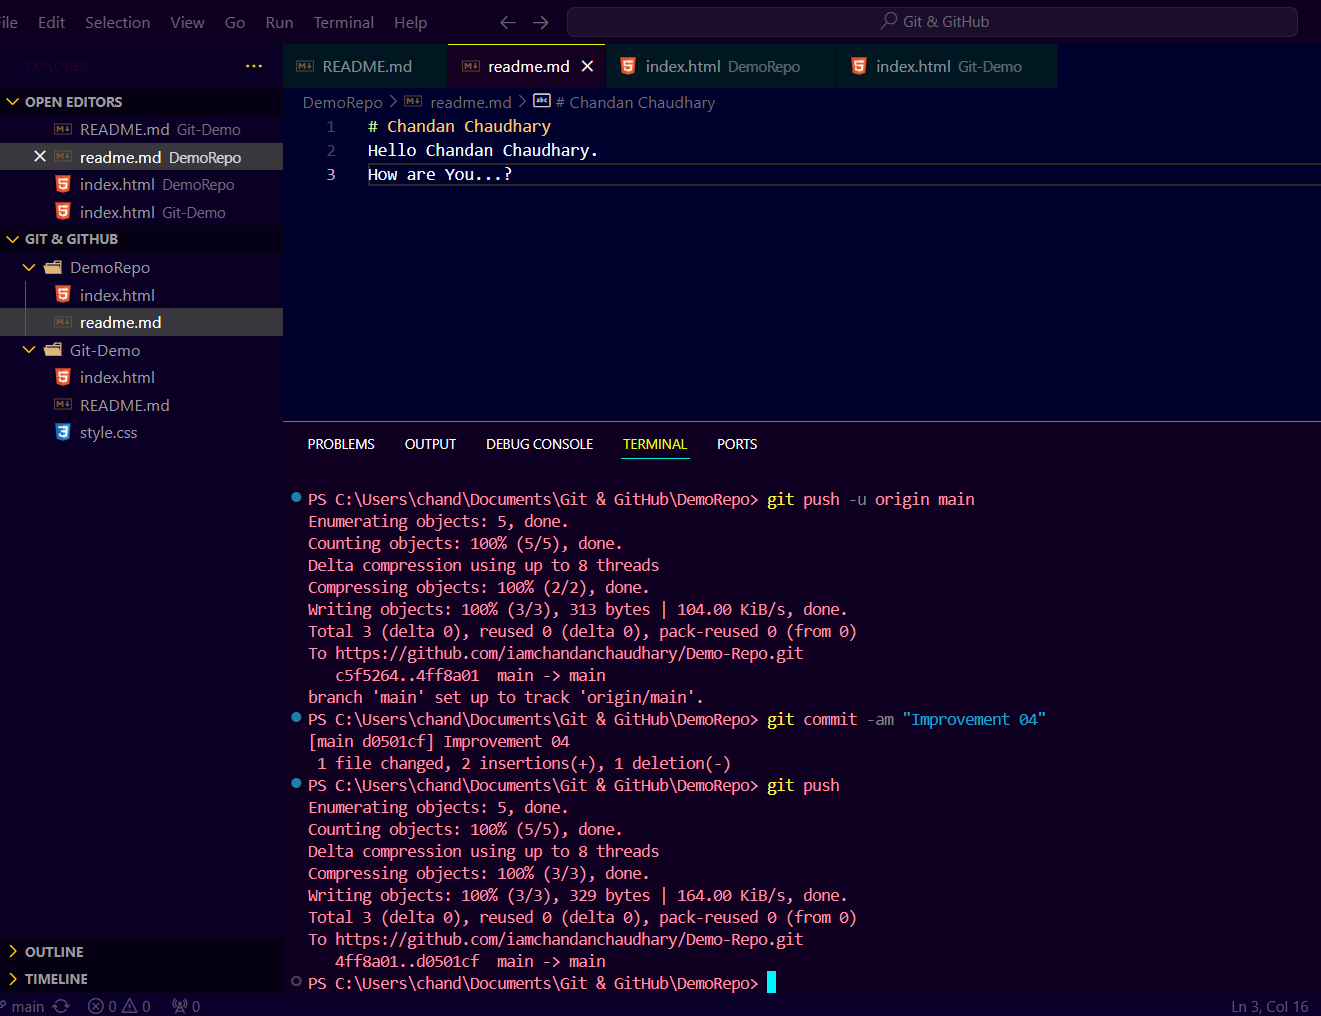 ile Edit Selection View Go Run Terminal Help Git & GitHub
EXPLORER
README.md readme.md index.html DemoRepo index.html Git-Demo
OPEN EDITORS
README.md Git-Demo
readme.md DemoRepo
index.html DemoRepo
index.html Git-Demo
GIT & GITHUB
DemoRepo
index.html
readme.md
Git-Demo
index.html
README.md
style.css
OUTLINE
TIMELINE
DemoRepo > readme.md > # Chandan Chaudhary
1 # Chandan Chaudhary
2 Hello Chandan Chaudhary.
3 How are You...?
PROBLEMS OUTPUT DEBUG CONSOLE TERMINAL PORTS
PS C:\Users\chand\Documents\Git & GitHub\DemoRepo> git push -u origin main
Enumerating objects: 5, done.
Counting objects: 100% (5/5), done.
Delta compression using up to 8 threads
Compressing objects: 100% (2/2), done.
Writing objects: 100% (3/3), 313 bytes | 104.00 KiB/s, done.
Total 3 (delta 0), reused 0 (delta 0), pack-reused 0 (from 0)
To https://github.com/iamchandanchaudhary/Demo-Repo.git
c5f5264..4ff8a01 main -> main
branch 'main' set up to track 'origin/main'.
PS C:\Users\chand\Documents\Git & GitHub\DemoRepo> git commit -am "Improvement 04"
[main d0501cf] Improvement 04
1 file changed, 2 insertions(+), 1 deletion(-)
PS C:\Users\chand\Documents\Git & GitHub\DemoRepo> git push
Enumerating objects: 5, done.
Counting objects: 100% (5/5), done.
Delta compression using up to 8 threads
Compressing objects: 100% (3/3), done.
Writing objects: 100% (3/3), 329 bytes | 164.00 KiB/s, done.
Total 3 (delta 0), reused 0 (delta 0), pack-reused 0 (from 0)
To https://github.com/iamchandanchaudhary/Demo-Repo.git
4ff8a01..d0501cf main -> main
PS C:\Users\chand\Documents\Git & GitHub\DemoRepo>
main 0 0 0 Ln 3, Col 16